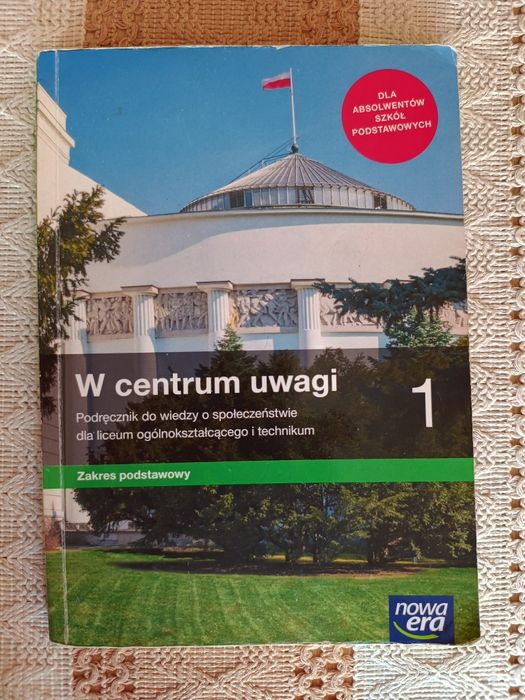 DLA
ABSOLWENTÓW
SZKÓŁ
PODSTAWOWYCH
W centrum uwagi
1
Podręcznik do wiedzy o społeczeństwie
dla liceum ogólnokształcącego i technikum
Zakres podstawowy
nowa
era